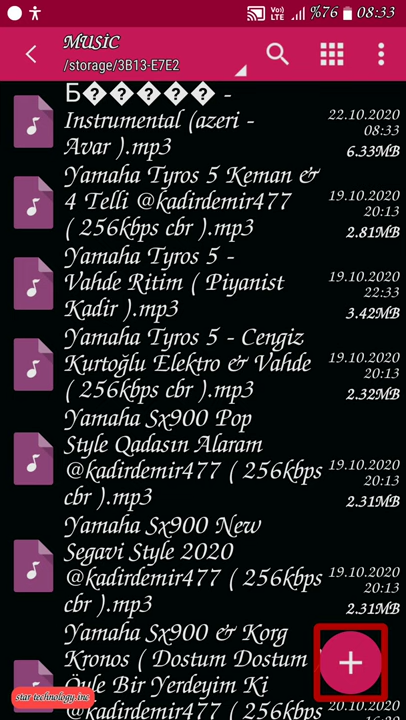 %76 08:33
MUSIC
/storage/3B13-E7E2
Б����� -
Instrumental (azeri -
Avar ).mp3
22.10.2020
08:33
6.33MB
Yamaha Tyros 5 Keman &
4 Telli @kadirdemir477
( 256kbps cbr ).mp3
19.10.2020
20:13
2.81MB
Yamaha Tyros 5 -
Vahde Ritim ( Piyanist
Kadir ).mp3
19.10.2020
22:33
3.42MB
Yamaha Tyros 5 - Cengiz
Kurtoğlu Elektro & Vahde
( 256kbps cbr ).mp3
19.10.2020
20:13
2.32MB
Yamaha Sx900 Pop
Style Qadasın Alaram
@kadirdemir477 ( 256kbps
cbr ).mp3
19.10.2020
20:13
2.31MB
Yamaha Sx900 New
Segavi Style 2020
@kadirdemir477 ( 256kbps
cbr ).mp3
19.10.2020
20:13
2.31MB
Yamaha Sx900 & Korg
Kronos ( Dostum Dostum
Öyle Bir Yerdeyim Ki
@kadirdemir477 ( 256kbps
20.10.2020
star technology inc